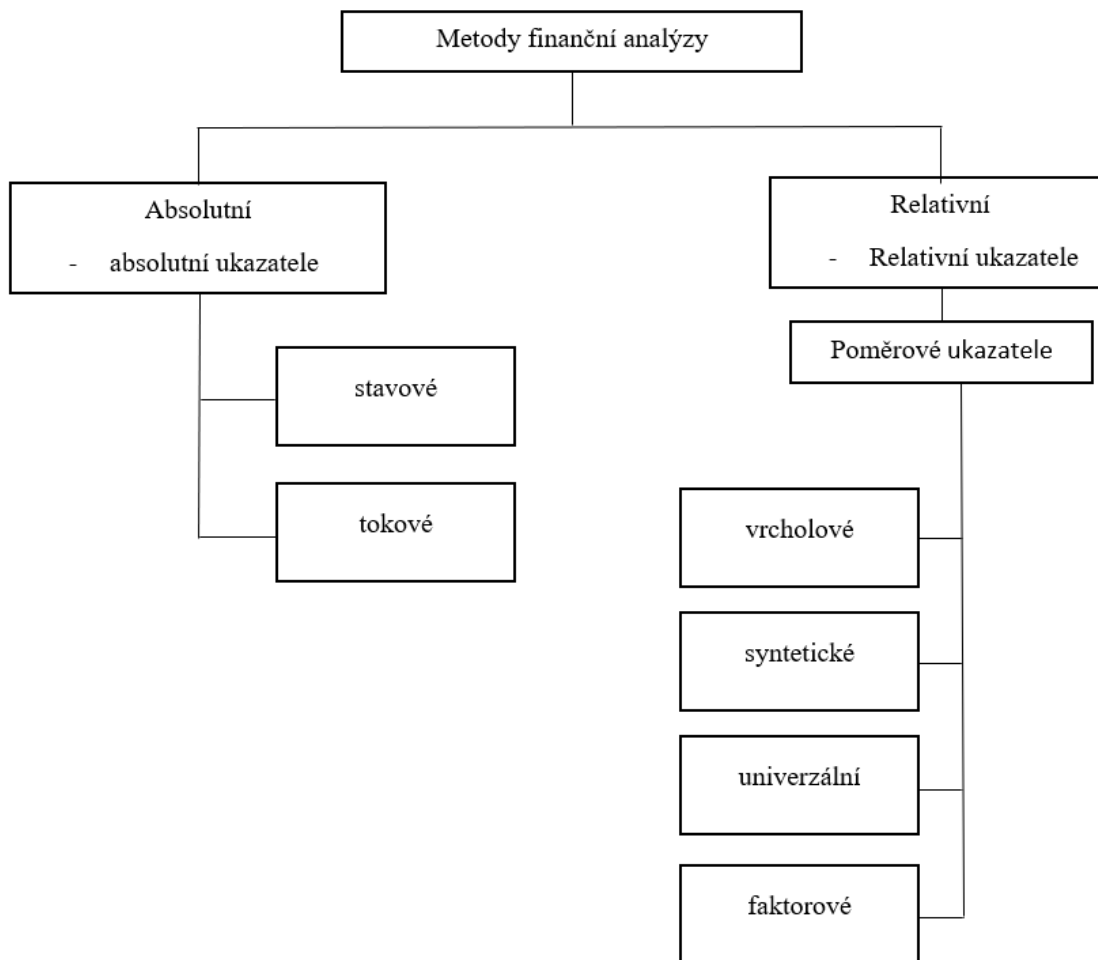 Metody finanční analýzy
Absolutní
- absolutní ukazatele
stavové
tokové
Relativní
- Relativní ukazatele
Poměrové ukazatele
vrcholové
syntetické
univerzální
faktorové